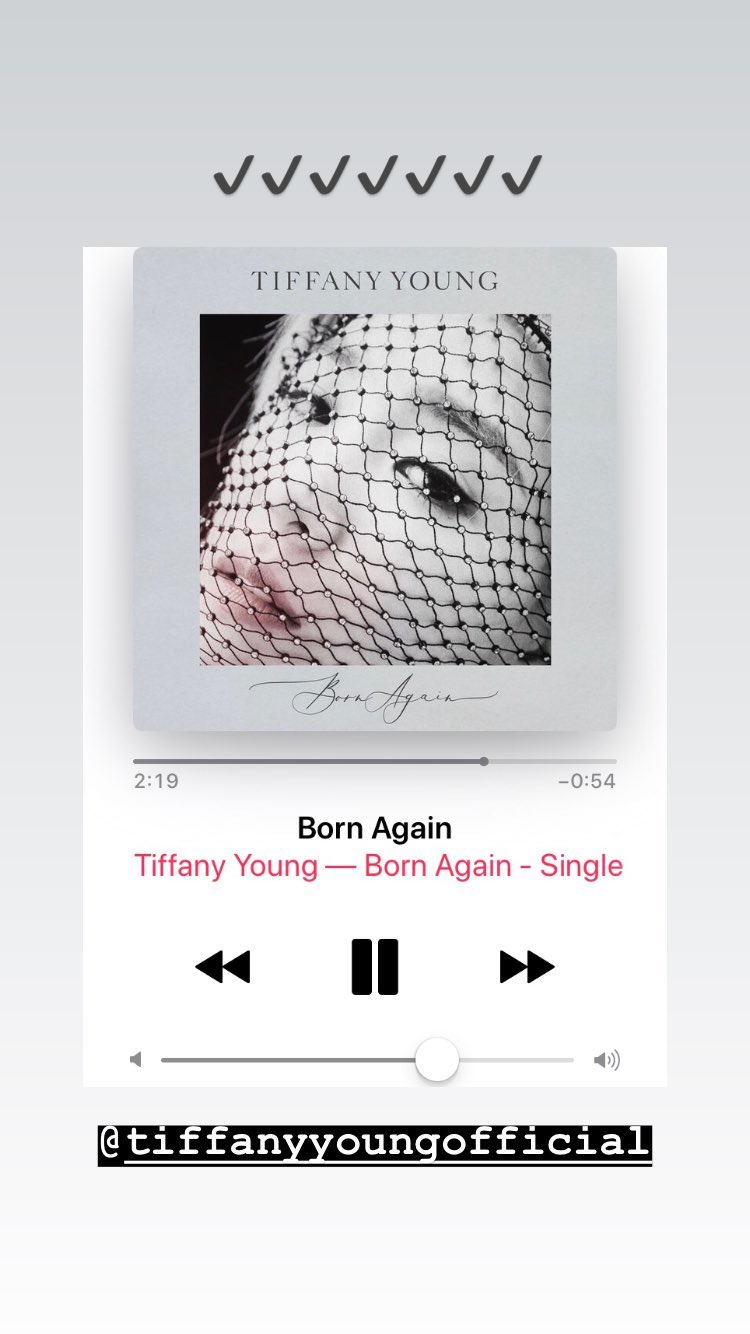 ✓✓✓✓✓✓✓
TIFFANY YOUNG
Born Again
2:19 −0:54
Born Again
Tiffany Young — Born Again - Single
@tiffanyyoungofficial